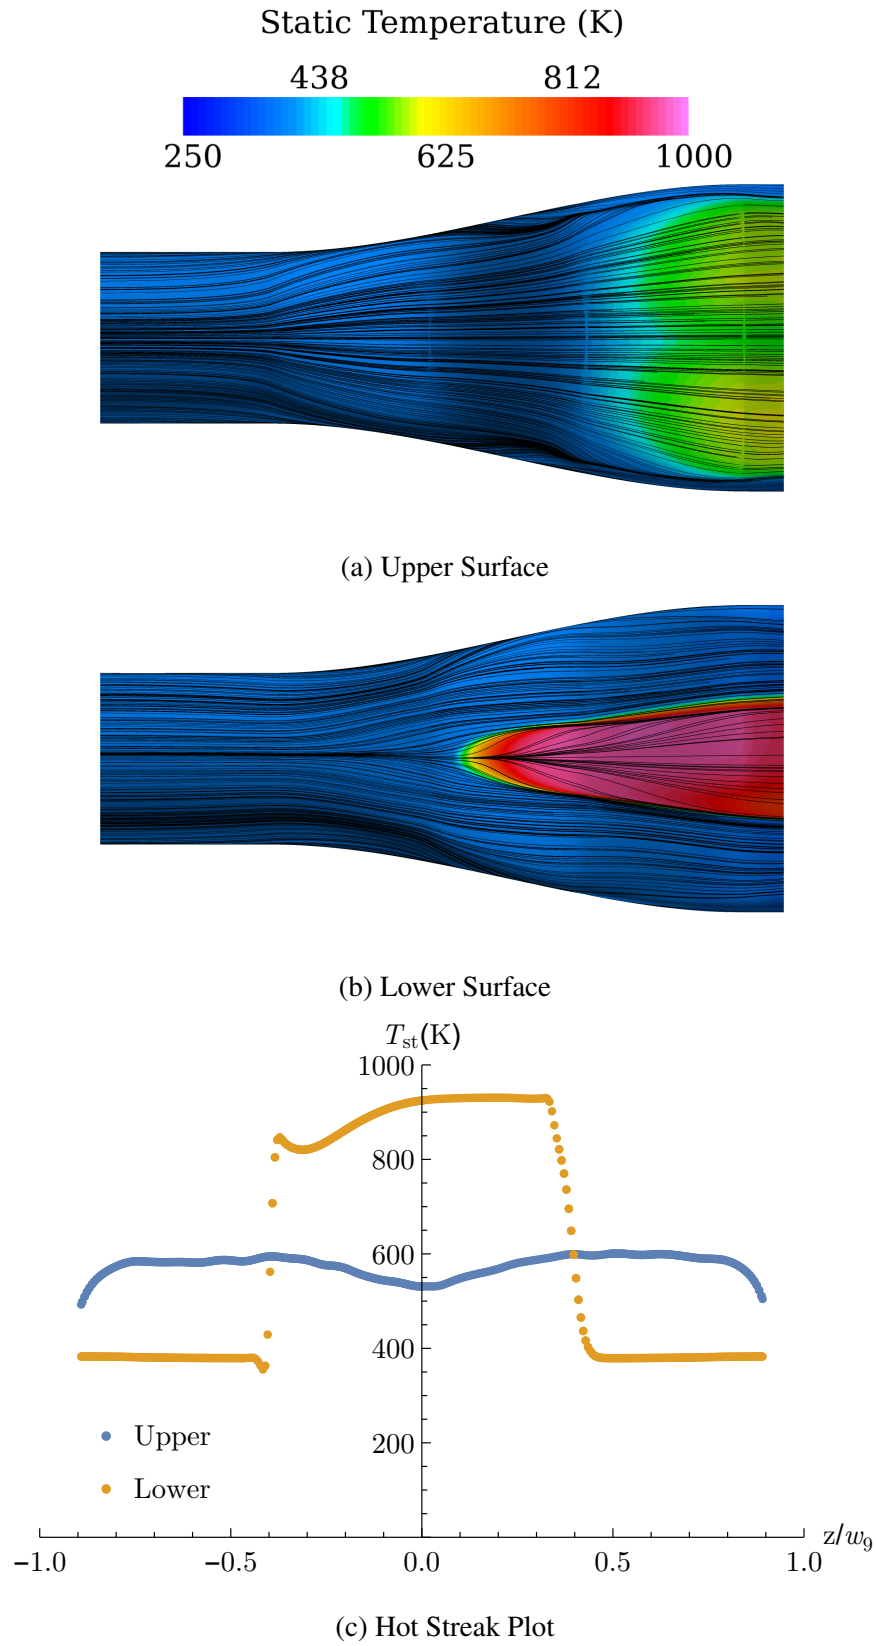 Static Temperature (K)
438 812
250 625 1000
(a) Upper Surface
(b) Lower Surface
T_st(K)
1000
800
600
400
200
Upper
Lower
−1.0 −0.5 0.0 0.5 1.0 z/w_9
(c) Hot Streak Plot